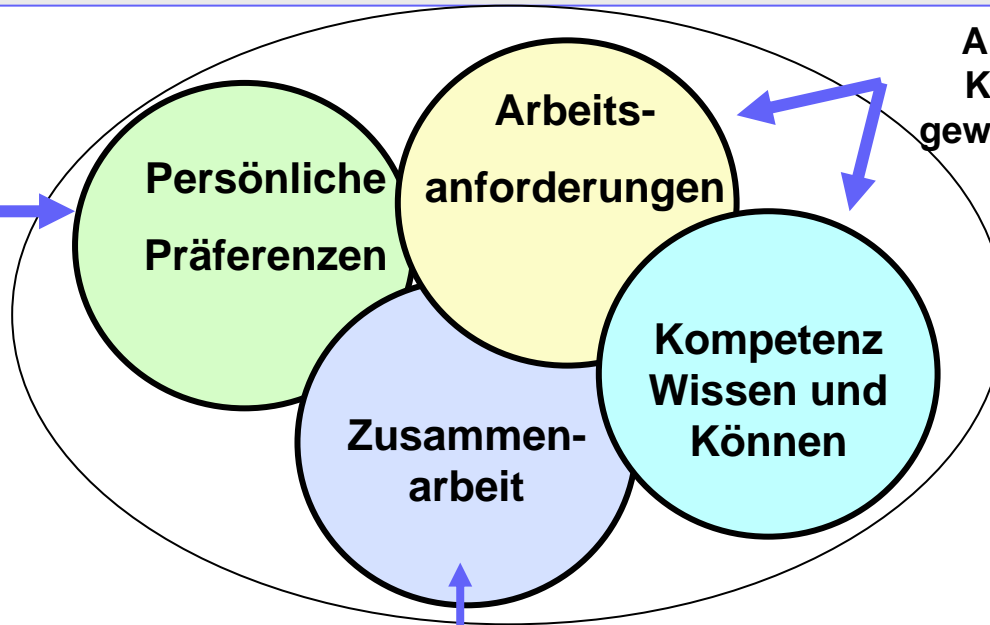 Persönliche
Präferenzen
Arbeits-
anforderungen
Zusammen-
arbeit
Kompetenz
Wissen und
Können